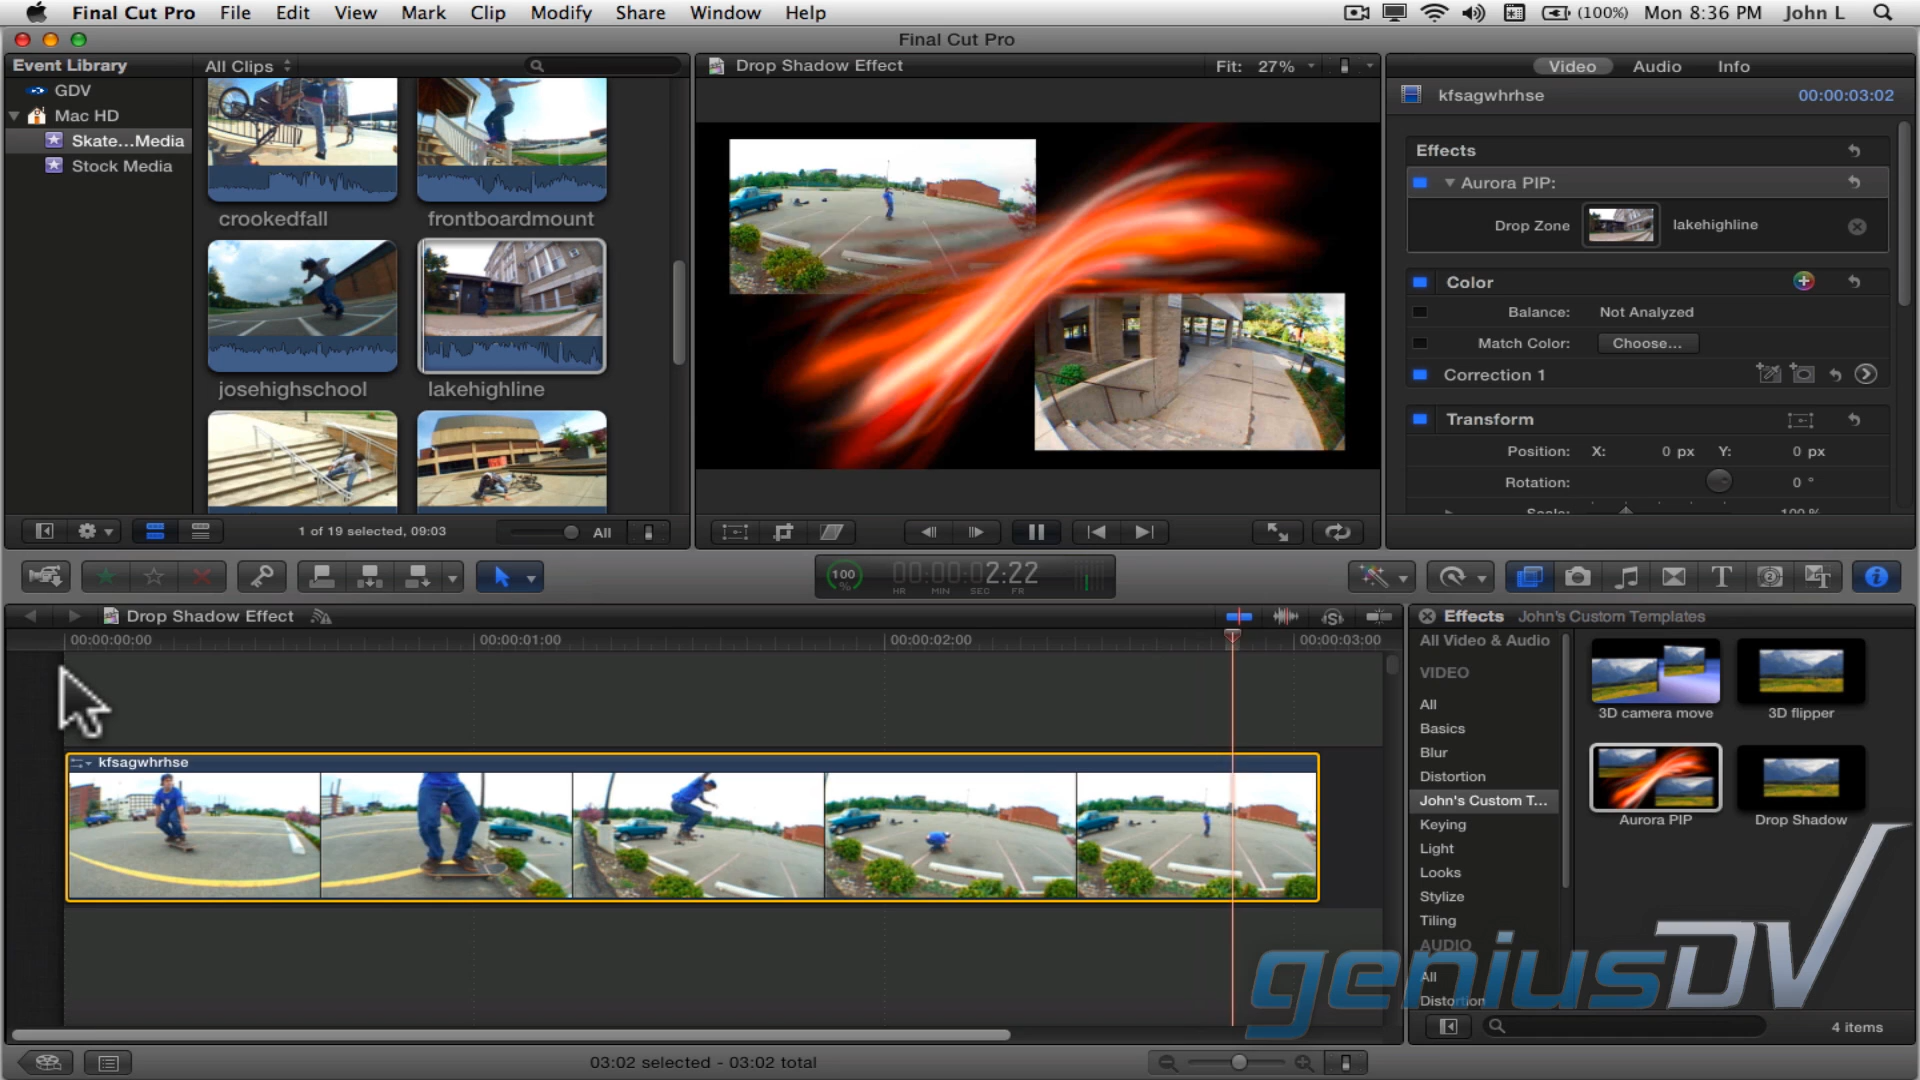 Final Cut Pro File Edit View Mark Clip Modify Share Window Help
(100%) Mon 8:36 PM John L
Final Cut Pro
Event Library
All Clips
GDV
Mac HD
Skate...Media
Stock Media
crookedfall
frontboardmount
josehighschool
lakehighline
1 of 19 selected, 09:03
All
Drop Shadow Effect
Fit: 27%
Video Audio Info
kfsagwhrhse
00:00:03:02
Effects
Aurora PIP:
Drop Zone
lakehighline
Color
Balance: Not Analyzed
Match Color: Choose...
Correction 1
Transform
Position: X: 0 px Y: 0 px
Rotation: 0 °
Scale: 100 %
100 %
00:00:02:22
HR MIN SEC FR
Drop Shadow Effect
00:00:00:00
00:00:01:00
00:00:02:00
00:00:03:00
kfsagwhrhse
03:02 selected - 03:02 total
Effects John's Custom Templates
All Video & Audio
VIDEO
All
Basics
Blur
Distortion
John's Custom T...
Keying
Light
Looks
Stylize
Tiling
AUDIO
All
Distortion
3D camera move
3D flipper
Aurora PIP
Drop Shadow
4 items
geniusDV